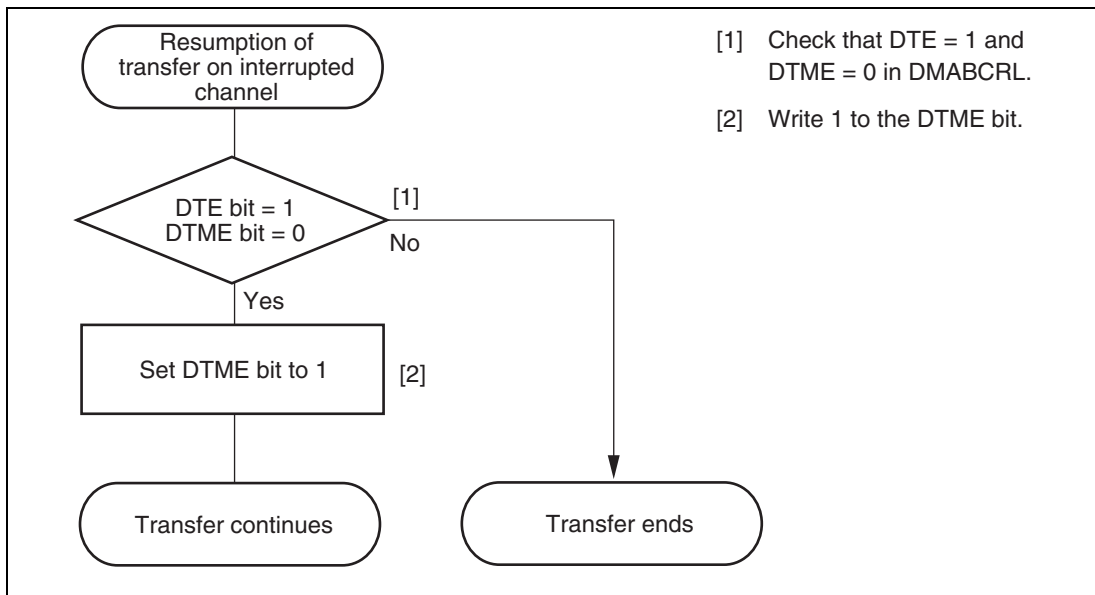 Resumption of
transfer on interrupted
channel
[1] Check that DTE = 1 and
DTME = 0 in DMABCRL.
[2] Write 1 to the DTME bit.
DTE bit = 1
DTME bit = 0
[1]
No
Yes
Set DTME bit to 1
[2]
Transfer continues
Transfer ends